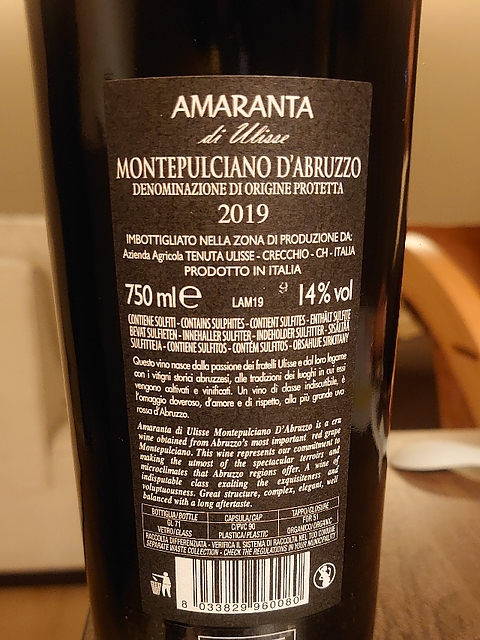 AMARANTA
di Ulisse
MONTEPULCIANO D'ABRUZZO
DENOMINAZIONE DI ORIGINE PROTETTA
2019
IMBOTTIGLIATO NELLA ZONA DI PRODUZIONE DA:
Azienda Agricola TENUTA ULISSE - CRECCHIO - CH - ITALIA
PRODOTTO IN ITALIA
750 ml e LAM19 9 14% vol
CONTIENE SOLFITI - CONTAINS SULPHITES - CONTIENT SULFITES - ENTHÄLT SULFITE
BEVAT SULFIETEN - INNEHALLER SULFITER - INDEHOLDER SULFITTER - SISÄLTÄÄ
SULFITTEJA - CONTIENE SULFITOS - CONTÉM SULFITOS - OBSAHUJE SIRICITANY
Questo vino nasce dalla passione dei fratelli Ulisse e dal loro legame
con i vitigni storici abruzzesi, alle tradizioni dei luoghi in cui essi
vengono coltivati e vinificati. Un vino di classe indiscutibile, è
l'omaggio doveroso, d'amore e di rispetto, alla più grande uva
rossa d'Abruzzo.
Amaranta di Ulisse Montepulciano D'Abruzzo is a cru
wine obtained from Abruzzo's most important red grape
Montepulciano. This wine represents our commitment to
making the utmost of the spectacular terroirs and
microclimates that Abruzzo regions offer. A wine of
indisputable class exalting the exquisiteness and
voluptuousness. Great structure, complex, elegant, well
balanced with a long aftertaste.
BOTTIGLIA/BOTTLE CAPSULA/CAP TAPPO/CLOSURE
GL 71 C/PVC 90 FOR 51
VETRO/GLASS PLASTICA/PLASTIC ORGANICO/ORGANIC
RACCOLTA DIFFERENZIATA - VERIFICA IL SISTEMA DI RACCOLTA NEL TUO COMUNE
SEPARATE WASTE COLLECTION - CHECK THE REGULATIONS IN YOUR MUNICIPALITY
8 033829 960080